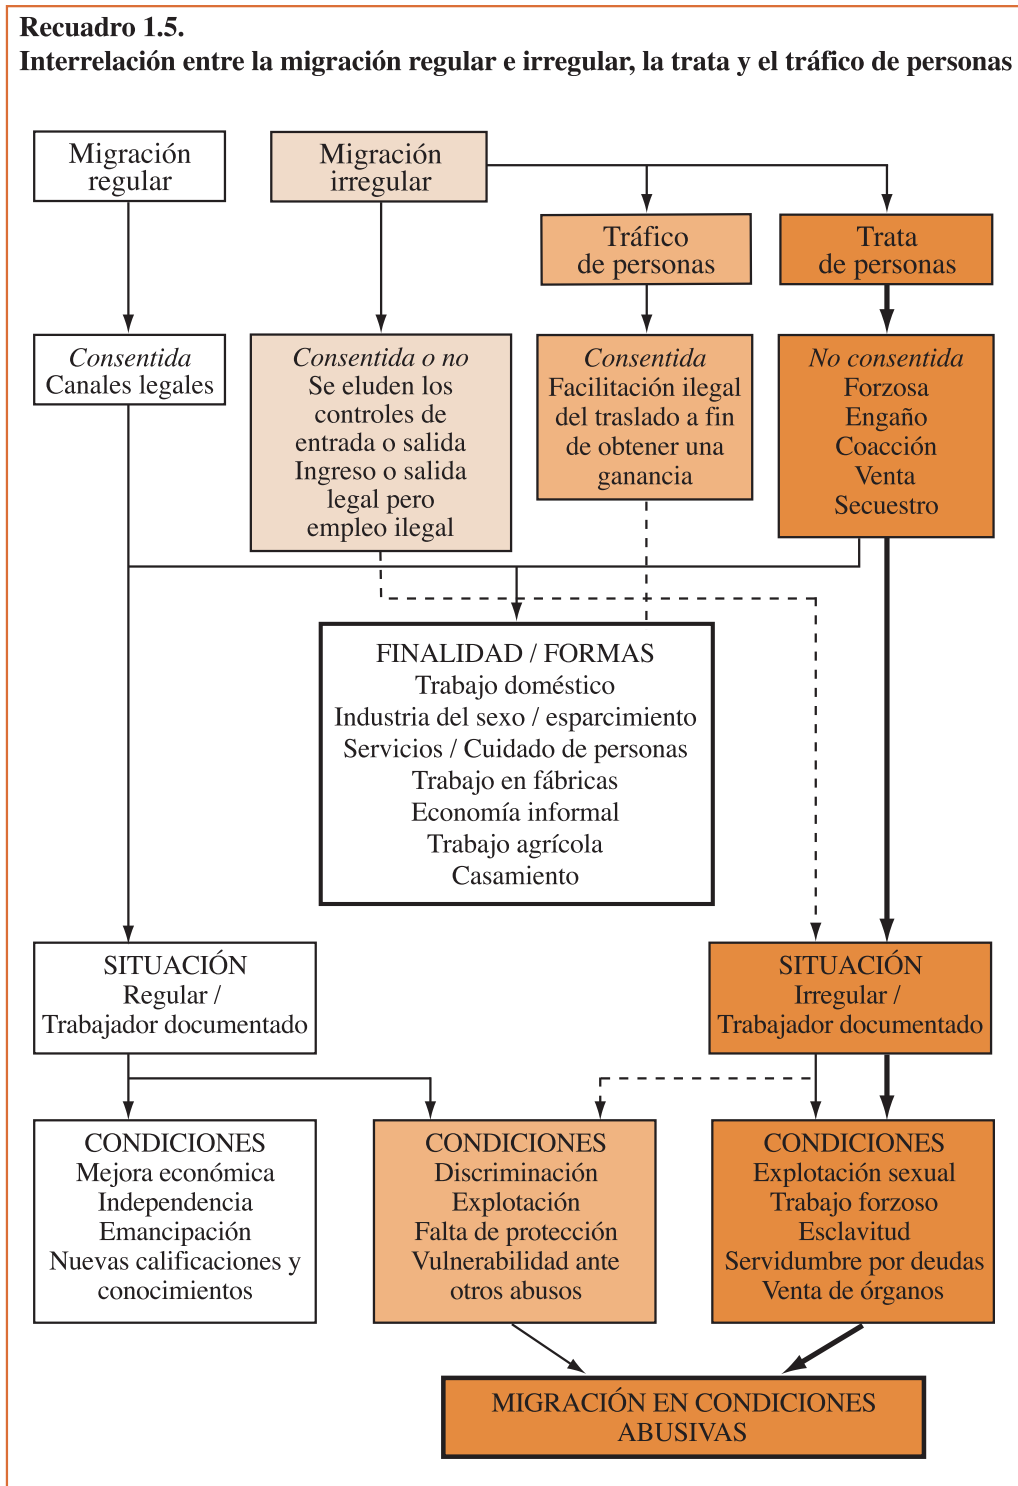 Recuadro 1.5.
Interrelación entre la migración regular e irregular, la trata y el tráfico de personas
Migración
regular
Migración
irregular
Tráfico
de personas
Trata
de personas
Consentida
Canales legales
Consentida o no
Se eluden los
controles de
entrada o salida
Ingreso o salida
legal pero
empleo ilegal
Consentida
Facilitación ilegal
del traslado a fin
de obtener una
ganancia
No consentida
Forzosa
Engaño
Coacción
Venta
Secuestro
FINALIDAD / FORMAS
Trabajo doméstico
Industria del sexo / esparcimiento
Servicios / Cuidado de personas
Trabajo en fábricas
Economía informal
Trabajo agrícola
Casamiento
SITUACIÓN
Regular /
Trabajador documentado
SITUACIÓN
Irregular /
Trabajador documentado
CONDICIONES
Mejora económica
Independencia
Emancipación
Nuevas calificaciones y
conocimientos
CONDICIONES
Discriminación
Explotación
Falta de protección
Vulnerabilidad ante
otros abusos
CONDICIONES
Explotación sexual
Trabajo forzoso
Esclavitud
Servidumbre por deudas
Venta de órganos
MIGRACIÓN EN CONDICIONES
ABUSIVAS